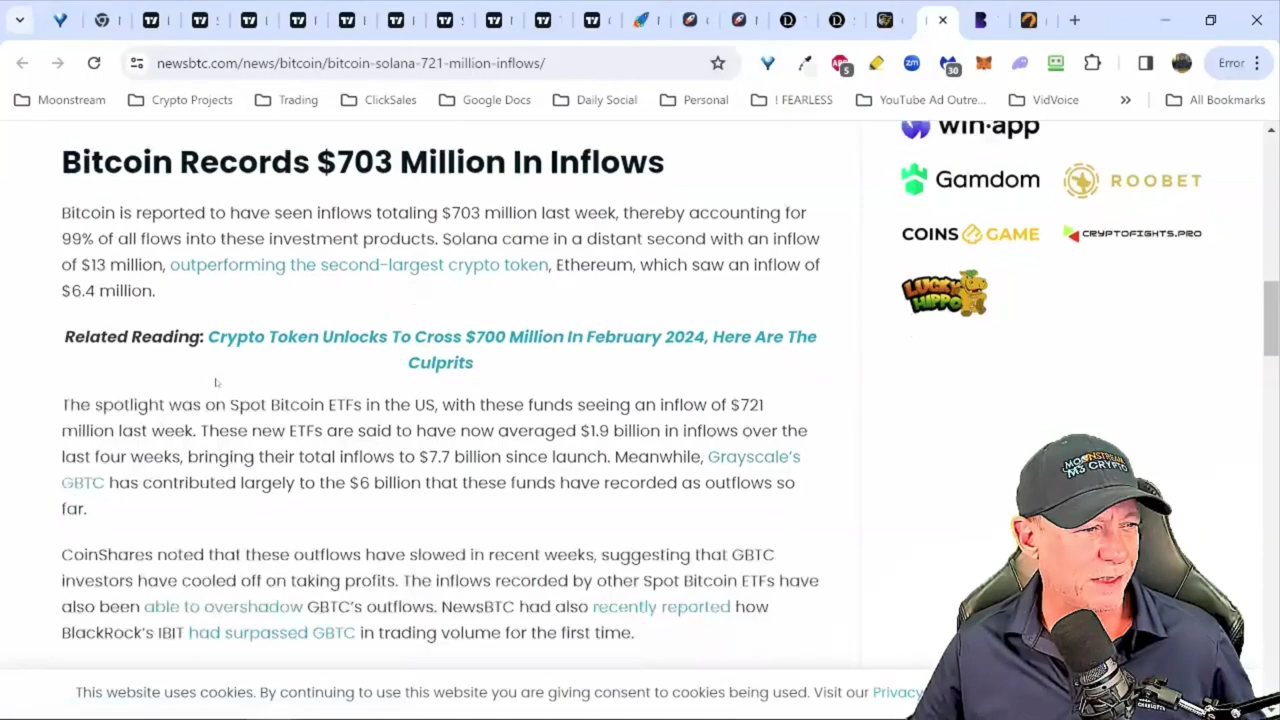 newsbtc.com/news/bitcoin/bitcoin-solana-721-million-inflows/
5
zm
30
Error
Moonstream
Crypto Projects
Trading
ClickSales
Google Docs
Daily Social
Personal
! FEARLESS
YouTube Ad Outre...
VidVoice
All Bookmarks
Bitcoin Records $703 Million In Inflows
Bitcoin is reported to have seen inflows totaling $703 million last week, thereby accounting for
99% of all flows into these investment products. Solana came in a distant second with an inflow
of $13 million, outperforming the second-largest crypto token, Ethereum, which saw an inflow of
$6.4 million.
Related Reading: Crypto Token Unlocks To Cross $700 Million In February 2024, Here Are The
Culprits
The spotlight was on Spot Bitcoin ETFs in the US, with these funds seeing an inflow of $721
million last week. These new ETFs are said to have now averaged $1.9 billion in inflows over the
last four weeks, bringing their total inflows to $7.7 billion since launch. Meanwhile, Grayscale's
GBTC has contributed largely to the $6 billion that these funds have recorded as outflows so
far.
CoinShares noted that these outflows have slowed in recent weeks, suggesting that GBTC
investors have cooled off on taking profits. The inflows recorded by other Spot Bitcoin ETFs have
also been able to overshadow GBTC's outflows. NewsBTC had also recently reported how
BlackRock's IBIT had surpassed GBTC in trading volume for the first time.
This website uses cookies. By continuing to use this website you are giving consent to cookies being used. Visit our Privacy
win·app
Gamdom
ROOBET
COINS GAME
CRYPTOFIGHTS.PRO
LUCKY
HIPPO
MOONSTREAM
M3 CRYPTO